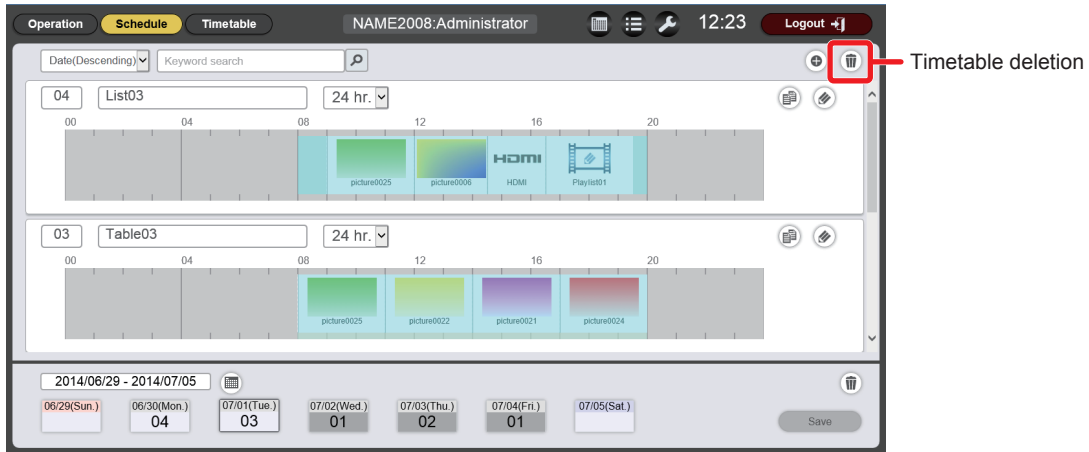 Operation Schedule Timetable NAME2008:Administrator 12:23 Logout
Date(Descending) Keyword search
Timetable deletion
04 List03 24 hr.
00 04 08 12 16 20
HDMI
picture0025 picture0006 HDMI Playlist01
03 Table03 24 hr.
00 04 08 12 16 20
picture0025 picture0022 picture0021 picture0024
2014/06/29 - 2014/07/05
06/29(Sun.) 06/30(Mon.) 07/01(Tue.) 07/02(Wed.) 07/03(Thu.) 07/04(Fri.) 07/05(Sat.)
04 03 01 02 01 Save